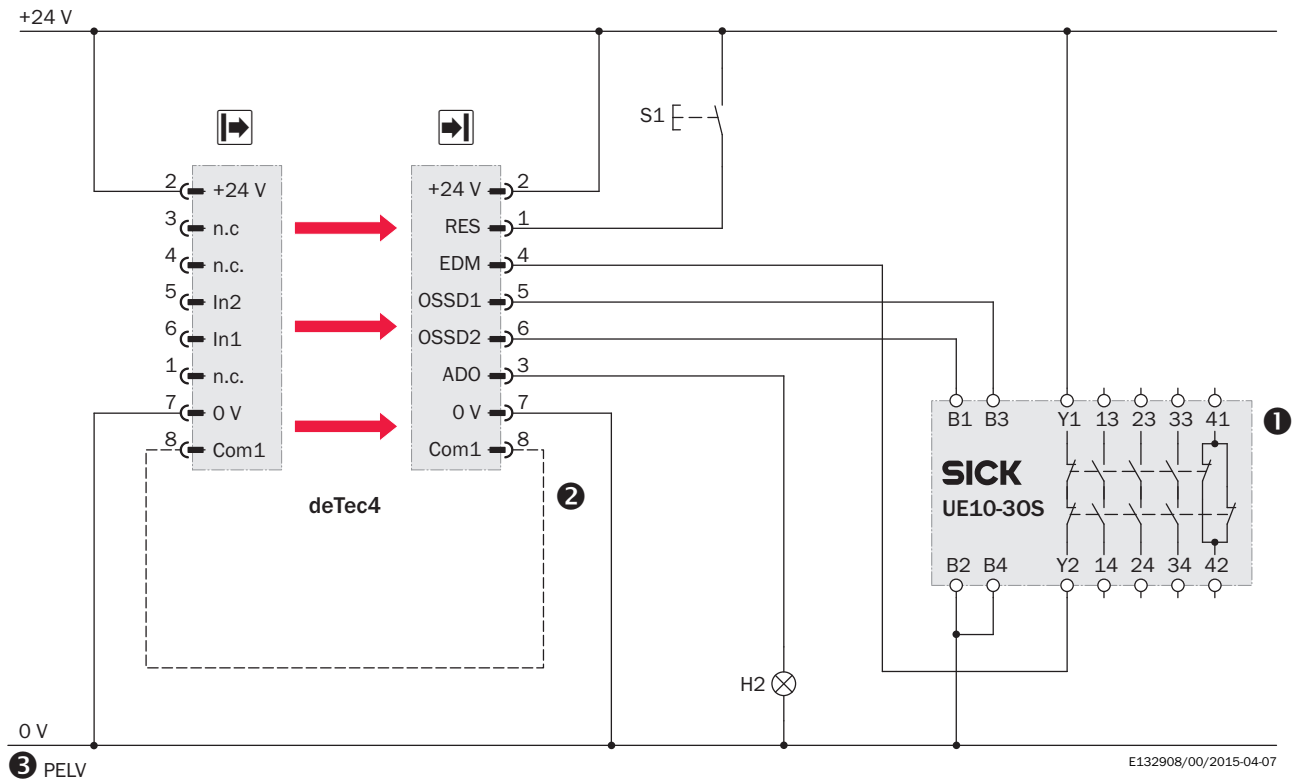 +24 V
S1
2 +24 V
3 n.c
4 n.c.
5 In2
6 In1
1 n.c.
7 0 V
8 Com1
+24 V 2
RES 1
EDM 4
OSSD1 5
OSSD2 6
ADO 3
0 V 7
Com1 8
deTec4
2
B1 B3 Y1 13 23 33 41
1
SICK
UE10-30S
B2 B4 Y2 14 24 34 42
H2
0 V
3 PELV
E132908/00/2015-04-07